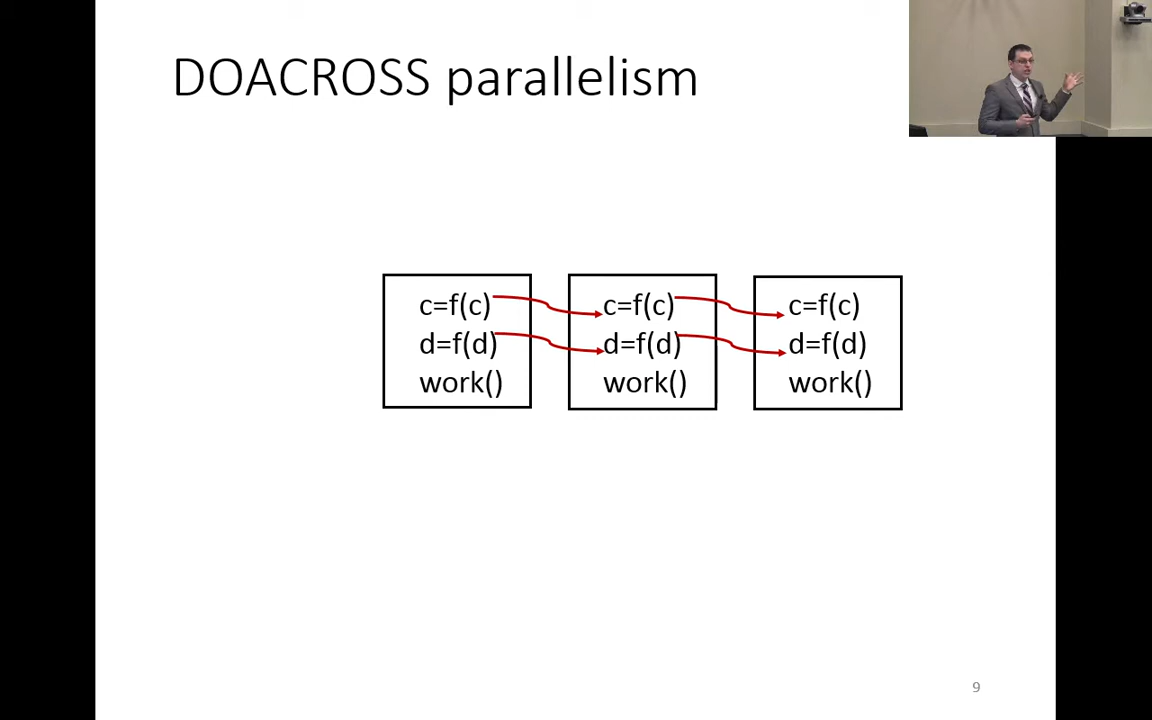 DOACROSS parallelism
c=f(c)
d=f(d)
work()
c=f(c)
d=f(d)
work()
c=f(c)
d=f(d)
work()
9